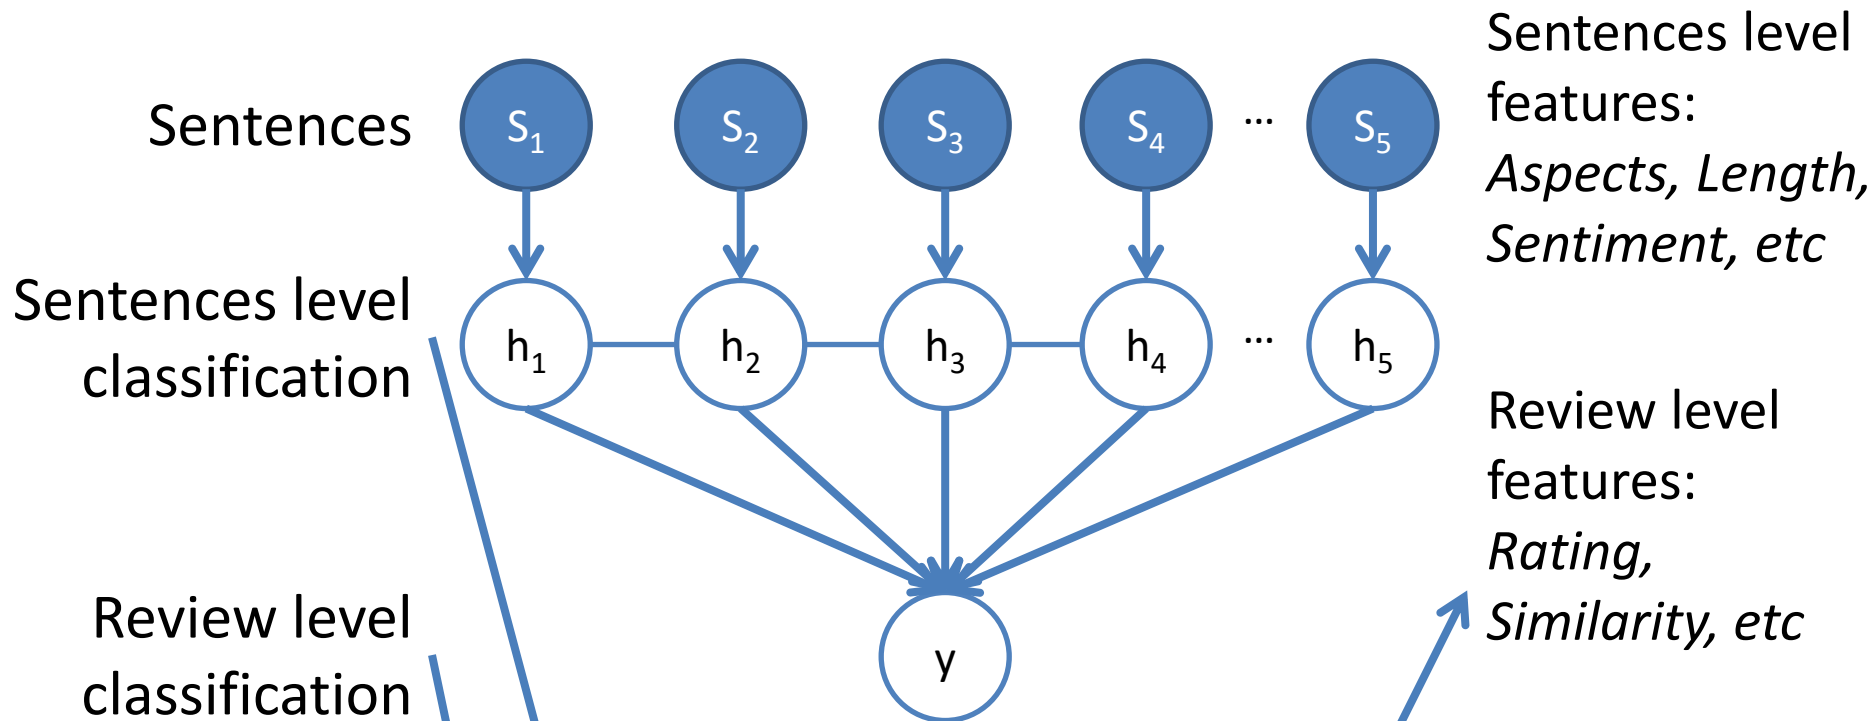 Sentences
S1 S2 S3 S4 ... S5
Sentences level
features:
Aspects, Length,
Sentiment, etc
Sentences level
classification
h1 h2 h3 h4 ... h5
Review level
features:
Rating,
Similarity, etc
Review level
classification
y